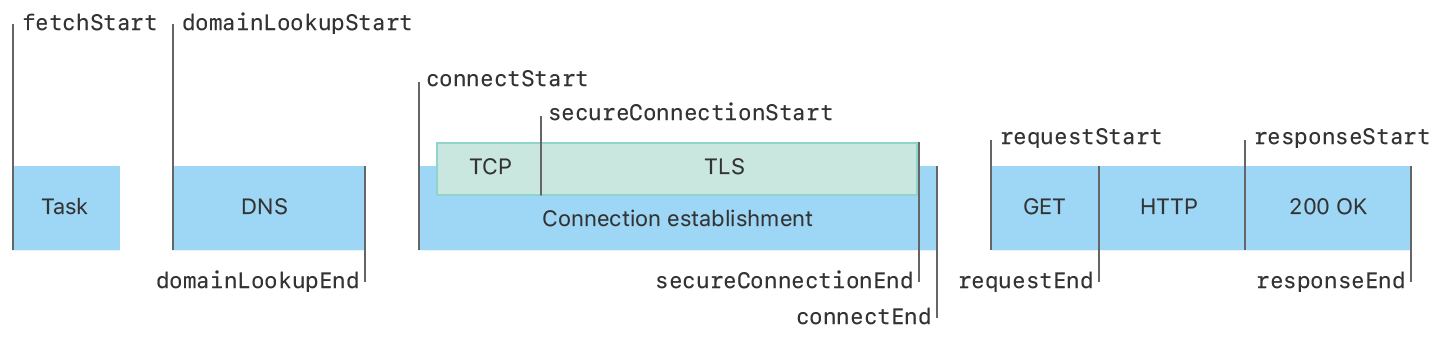 fetchStart
domainLookupStart
connectStart
secureConnectionStart
requestStart
responseStart
TCP
TLS
Task
DNS
Connection establishment
GET
HTTP
200 OK
domainLookupEnd
secureConnectionEnd
requestEnd
responseEnd
connectEnd